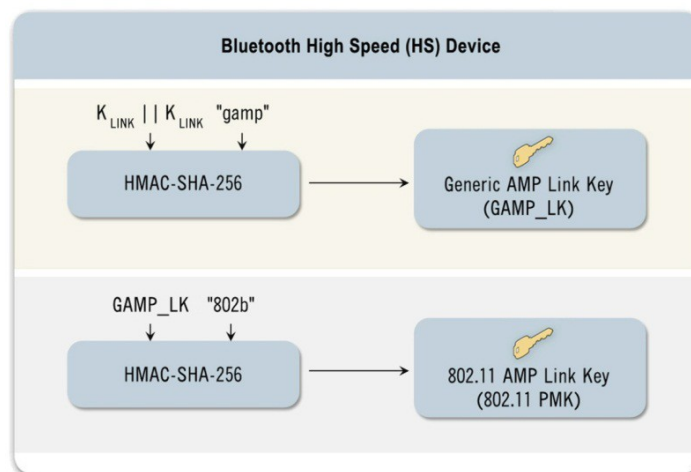 Bluetooth High Speed (HS) Device
K LINK || K LINK "gamp"
HMAC-SHA-256
Generic AMP Link Key
(GAMP_LK)
GAMP_LK "802b"
HMAC-SHA-256
802.11 AMP Link Key
(802.11 PMK)